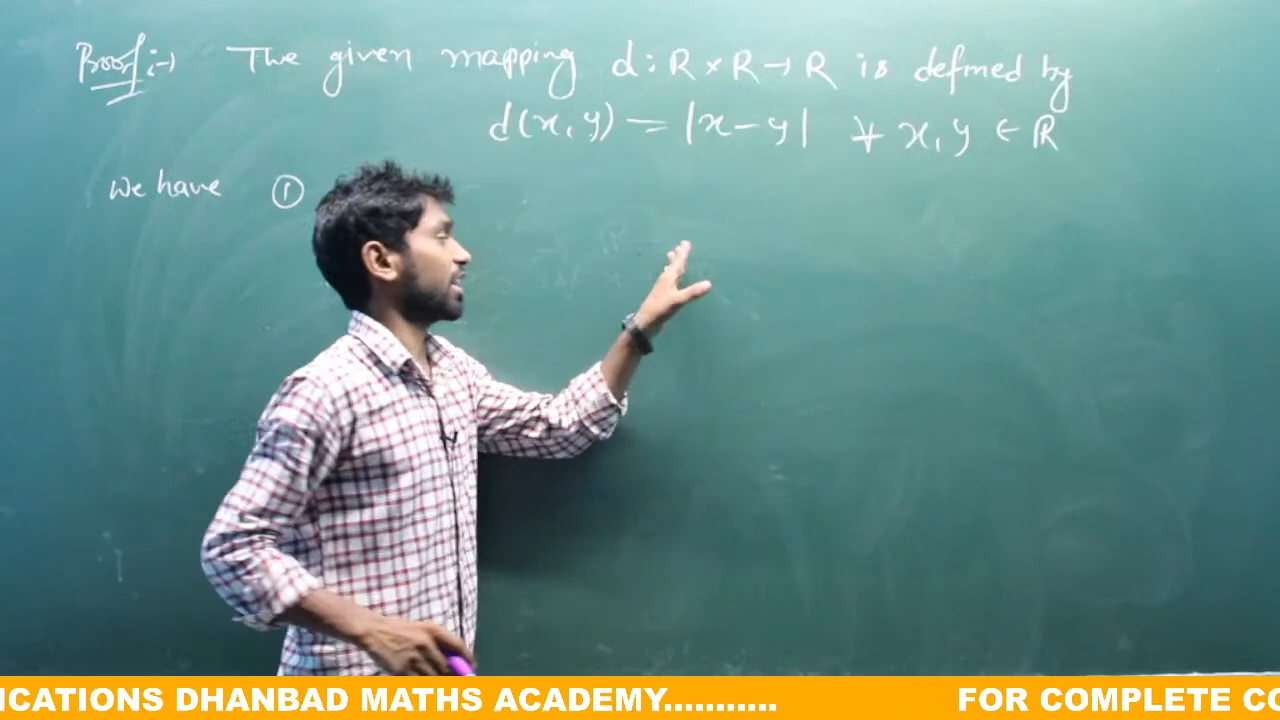 Proof :-) The given mapping d : R × R → R is defined by
d(x, y) = |x - y| ∀ x, y ∈ R
We have ①
ICATIONS DHANBAD MATHS ACADEMY........... FOR COMPLETE CO